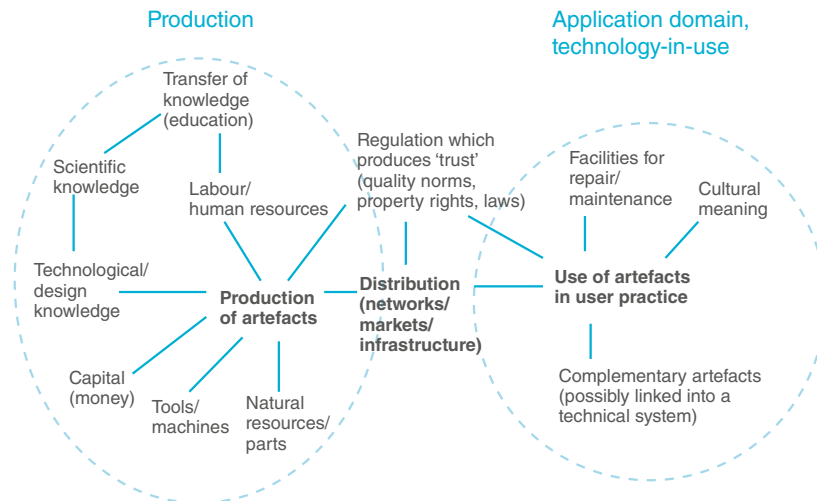 Production
Application domain,
technology-in-use
Transfer of
knowledge
(education)
Scientific
knowledge
Labour/
human resources
Technological/
design
knowledge
Production
of artefacts
Capital
(money)
Tools/
machines
Natural
resources/
parts
Regulation which
produces ‘trust’
(quality norms,
property rights, laws)
Distribution
(networks/
markets/
infrastructure)
Facilities for
repair/
maintenance
Cultural
meaning
Use of artefacts
in user practice
Complementary artefacts
(possibly linked into a
technical system)